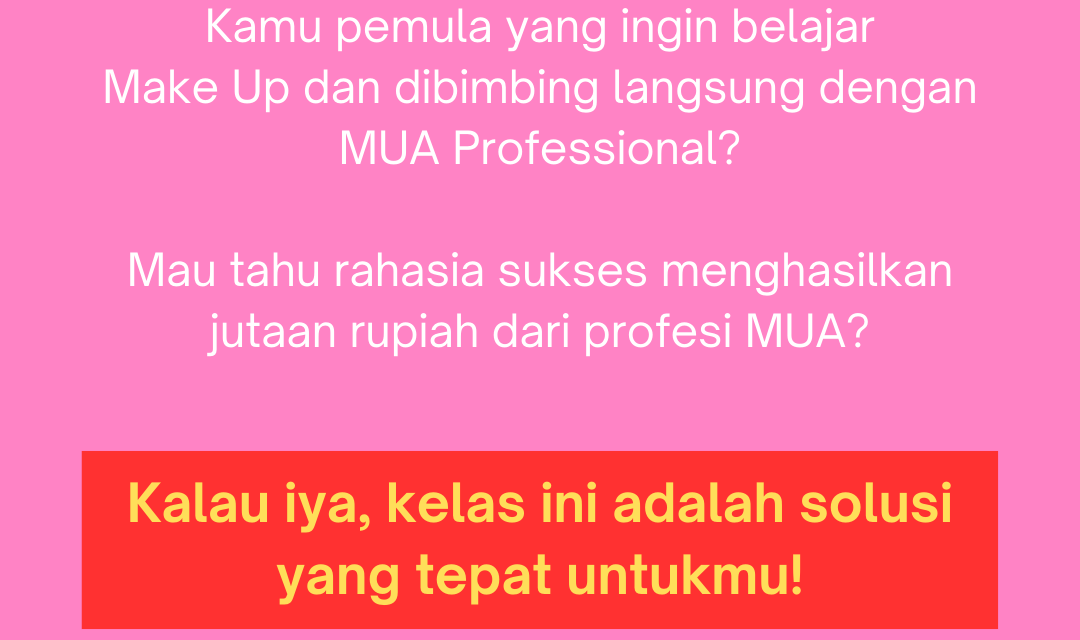 Kamu pemula yang ingin belajar
Make Up dan dibimbing langsung dengan
MUA Professional?
Mau tahu rahasia sukses menghasilkan
jutaan rupiah dari profesi MUA?
Kalau iya, kelas ini adalah solusi
yang tepat untukmu!